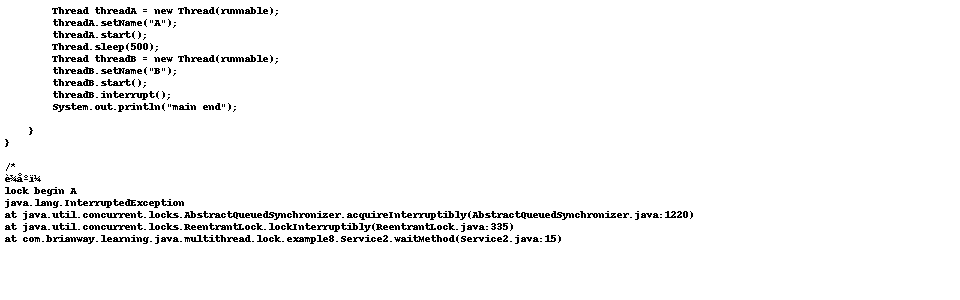 Thread threadA = new Thread(runnable);
threadA.setName("A");
threadA.start();
Thread.sleep(500);
Thread threadB = new Thread(runnable);
threadB.setName("B");
threadB.start();
threadB.interrupt();
System.out.println("main end");
}
}
/*
è¾åºï¼
lock begin A
java.lang.InterruptedException
at java.util.concurrent.locks.AbstractQueuedSynchronizer.acquireInterruptibly(AbstractQueuedSynchronizer.java:1220)
at java.util.concurrent.locks.ReentrantLock.lockInterruptibly(ReentrantLock.java:335)
at com.brianway.learning.java.multithread.lock.example8.Service2.waitMethod(Service2.java:15)